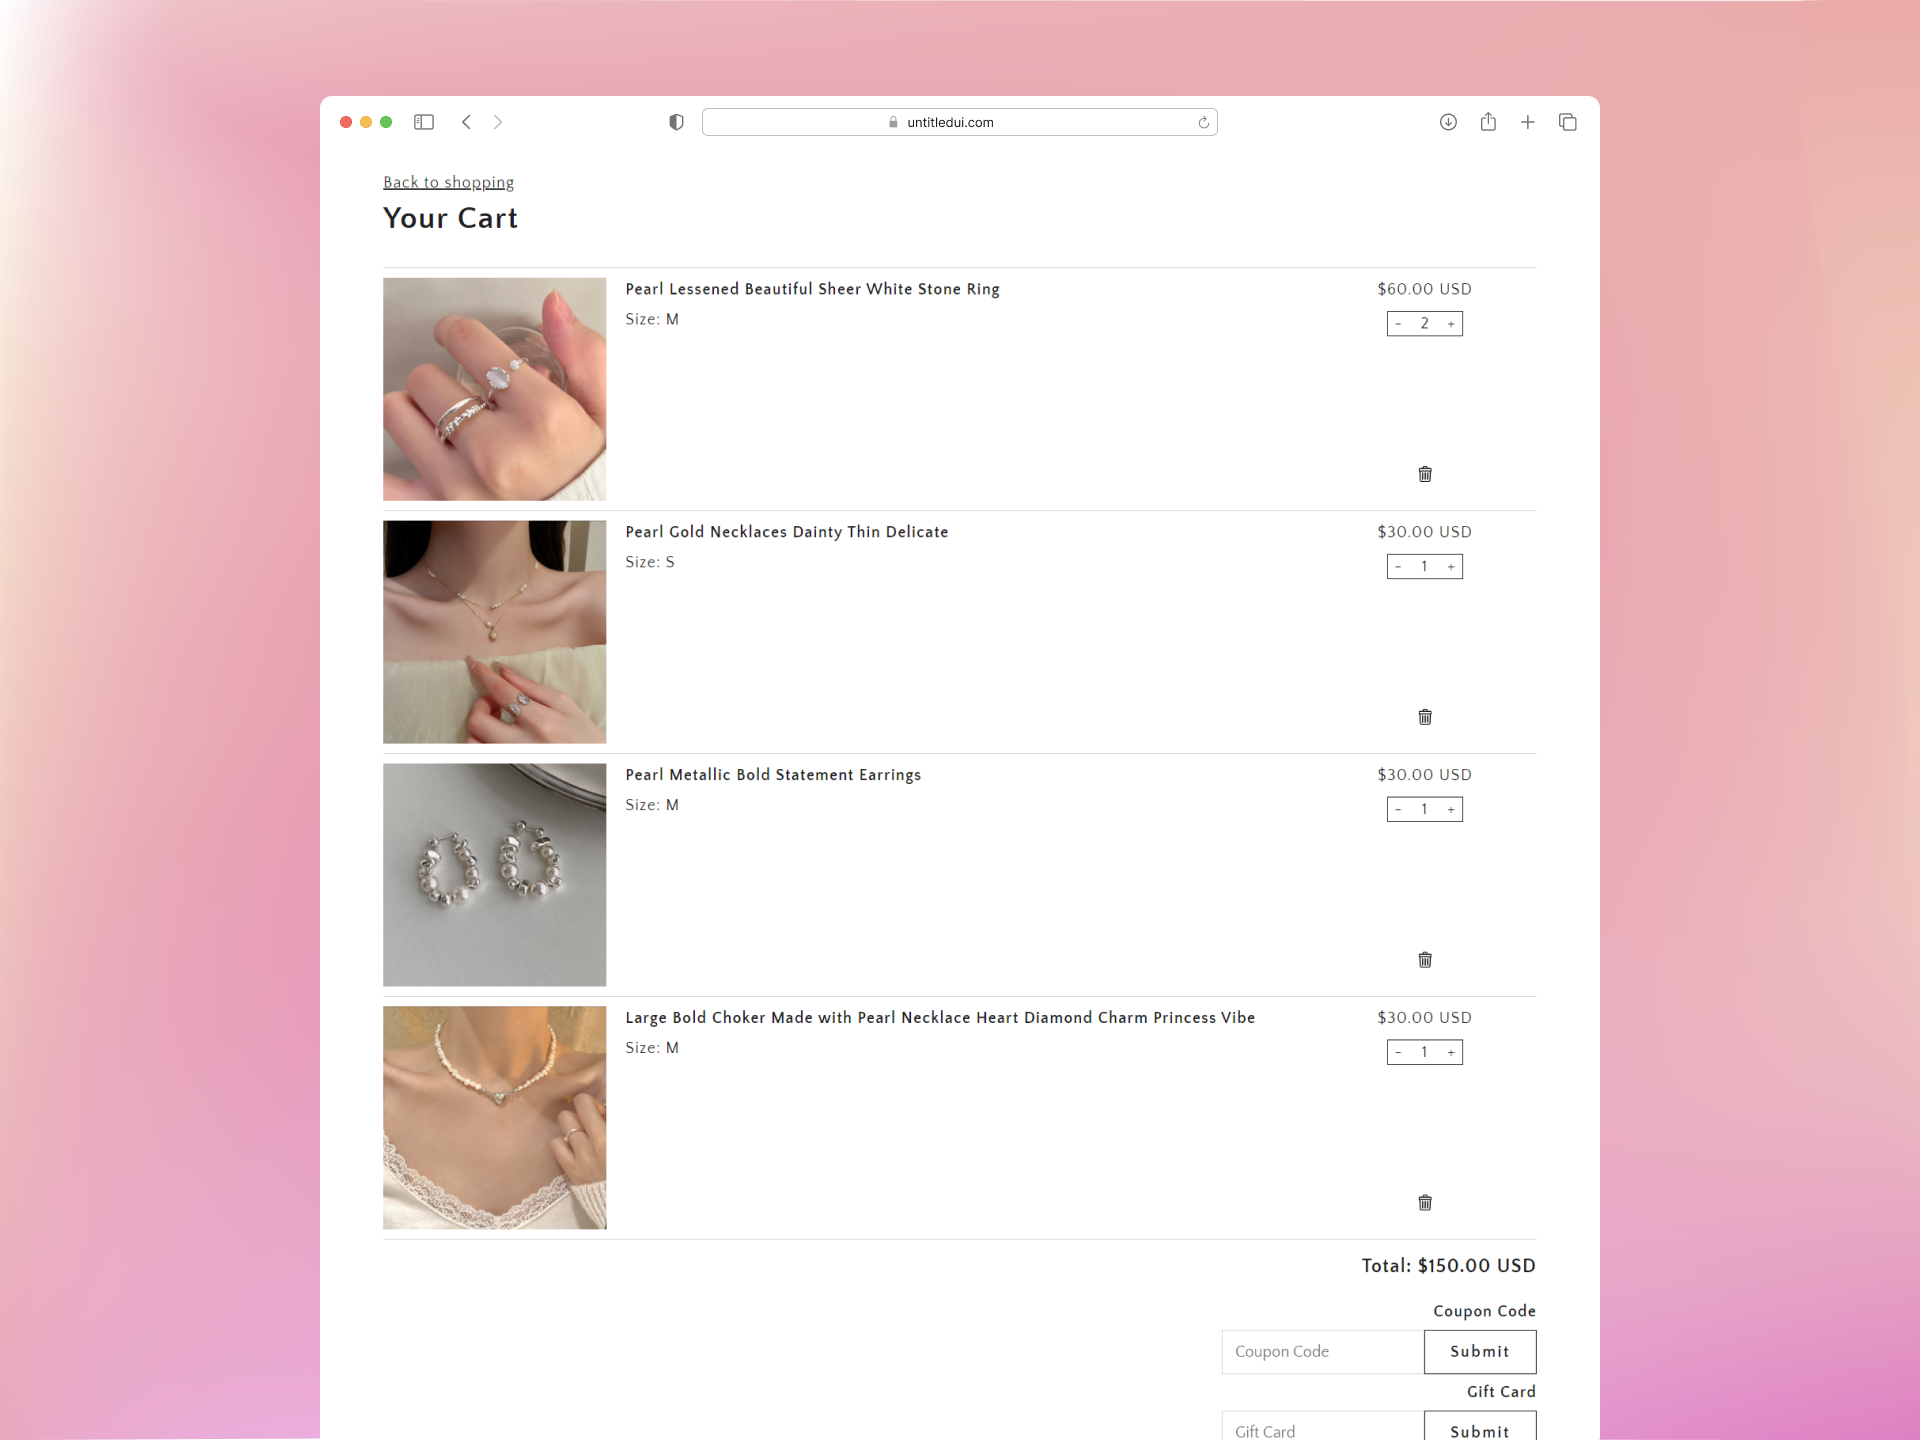 untitledui.com
Back to shopping
Your Cart
Pearl Lessened Beautiful Sheer White Stone Ring
$60.00 USD
Size: M
- 2 +
Pearl Gold Necklaces Dainty Thin Delicate
$30.00 USD
Size: S
- 1 +
Pearl Metallic Bold Statement Earrings
$30.00 USD
Size: M
- 1 +
Large Bold Choker Made with Pearl Necklace Heart Diamond Charm Princess Vibe
$30.00 USD
Size: M
- 1 +
Total: $150.00 USD
Coupon Code
Coupon Code Submit
Gift Card
Gift Card Submit